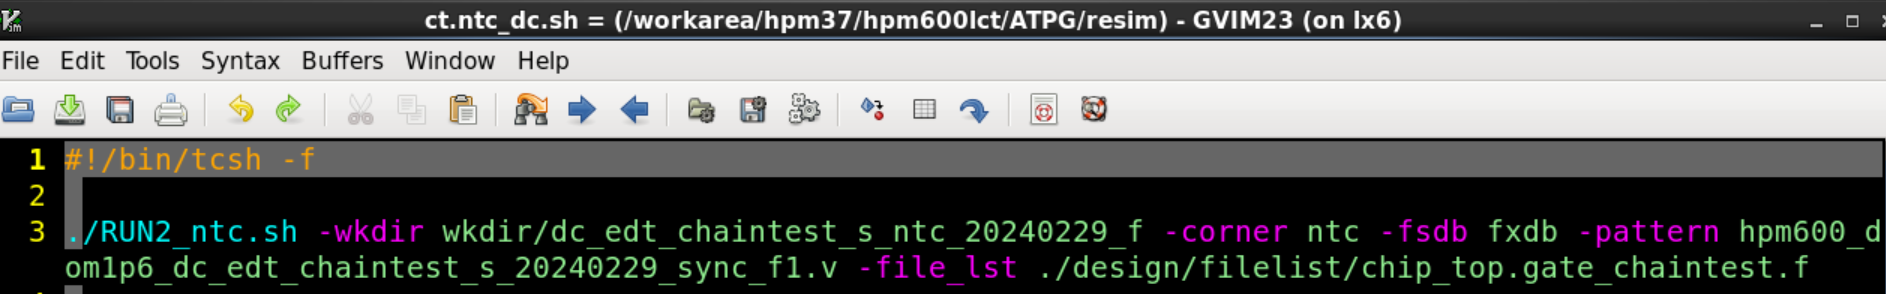 ct.ntc_dc.sh = (/workarea/hpm37/hpm600lct/ATPG/resim) - GVIM23 (on lx6)
File Edit Tools Syntax Buffers Window Help
1 #!/bin/tcsh -f
2
3 ./RUN2_ntc.sh -wkdir wkdir/dc_edt_chaintest_s_ntc_20240229_f -corner ntc -fsdb fxdb -pattern hpm600_d
om1p6_dc_edt_chaintest_s_20240229_sync_f1.v -file_lst ./design/filelist/chip_top.gate_chaintest.f